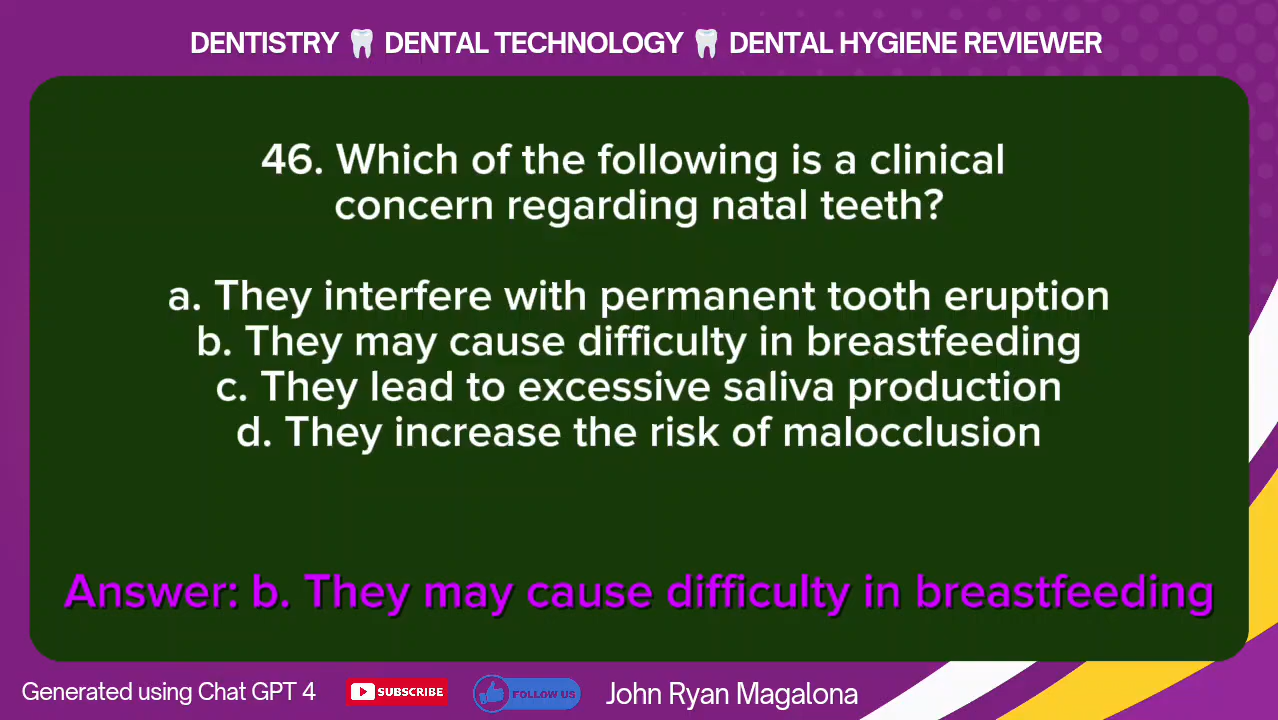 DENTISTRY 🦷 DENTAL TECHNOLOGY 🦷 DENTAL HYGIENE REVIEWER
46. Which of the following is a clinical
concern regarding natal teeth?
a. They interfere with permanent tooth eruption
b. They may cause difficulty in breastfeeding
c. They lead to excessive saliva production
d. They increase the risk of malocclusion
Answer: b. They may cause difficulty in breastfeeding
Generated using Chat GPT 4 SUBSCRIBE FOLLOW US John Ryan Magalona